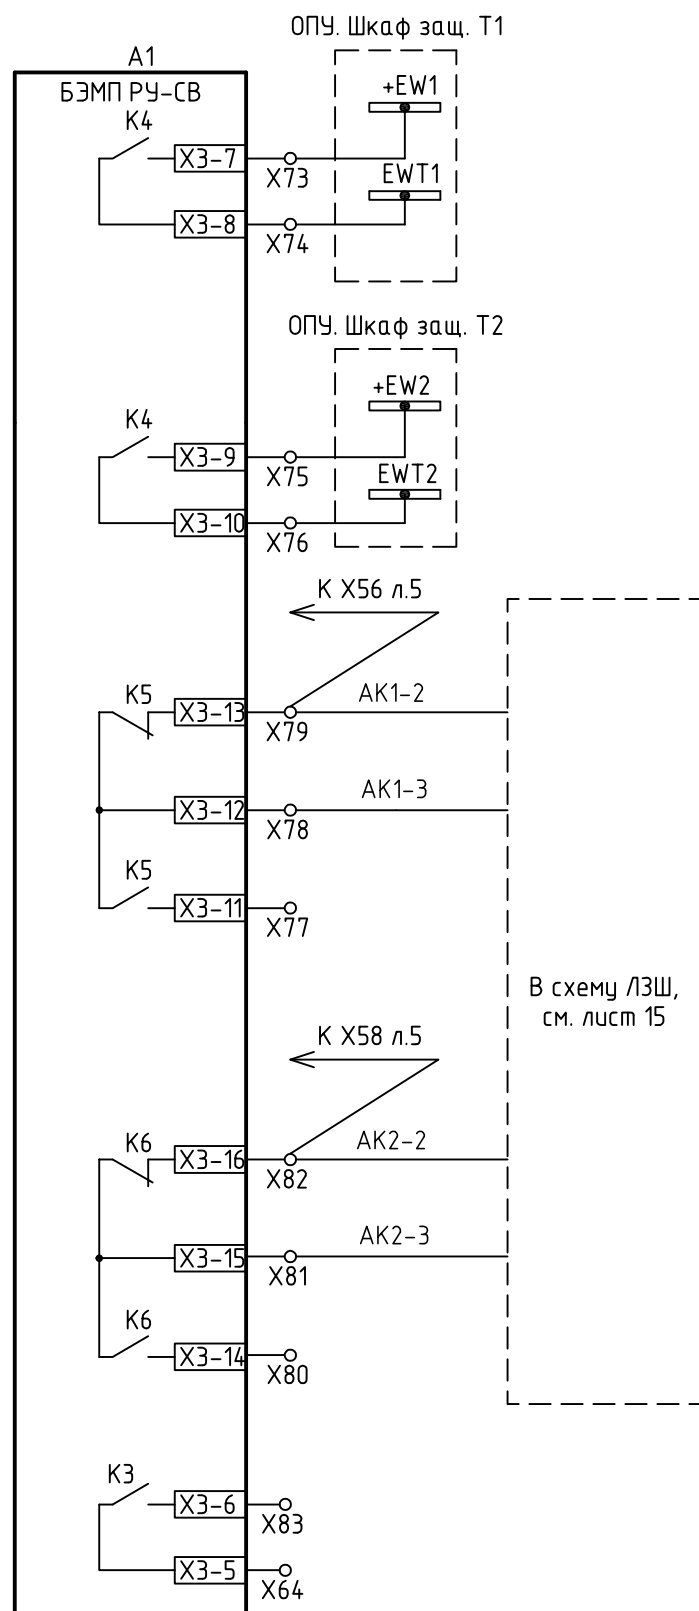 ОПУ. Шкаф защ. Т1
А1
БЭМП РУ-СВ
+EW1
К4
Х3-7
Х73
EWT1
Х3-8
Х74
ОПУ. Шкаф защ. Т2
+EW2
К4
Х3-9
Х75
EWT2
Х3-10
Х76
К Х56 л.5
К5
Х3-13
Х79
АК1-2
Х3-12
Х78
АК1-3
К5
Х3-11
Х77
В схему ЛЗШ,
см. лист 15
К Х58 л.5
К6
Х3-16
Х82
АК2-2
Х3-15
Х81
АК2-3
К6
Х3-14
Х80
К3
Х3-6
Х83
Х3-5
Х64